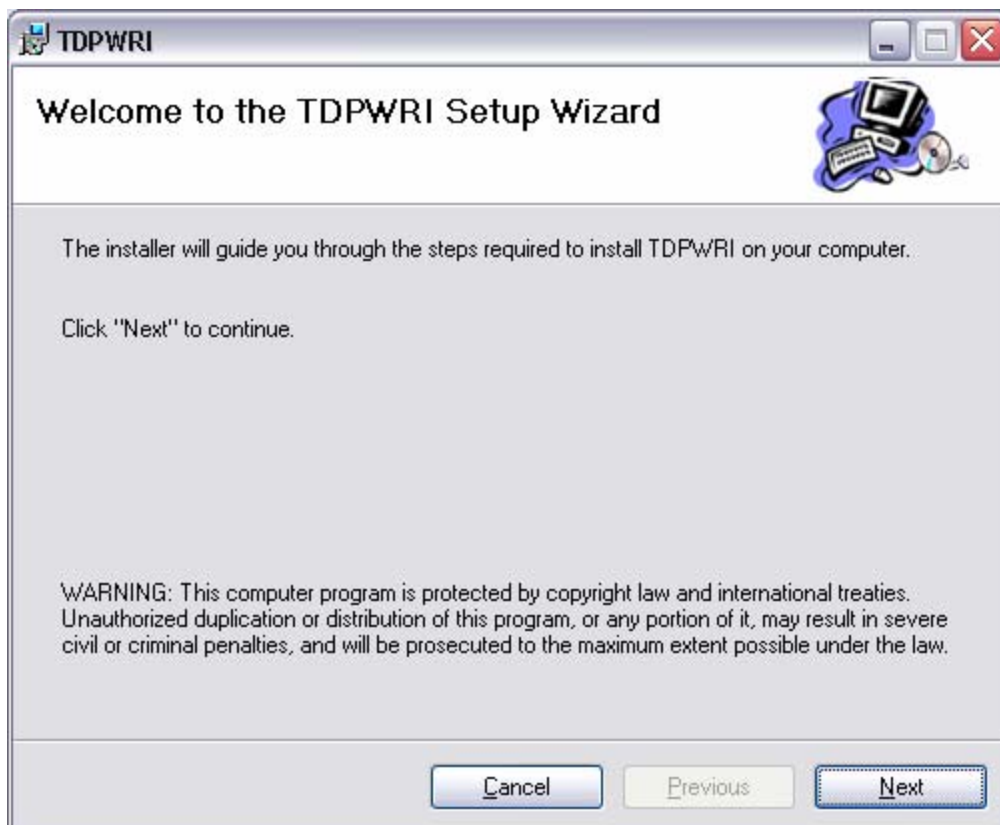 TDPWRI
Welcome to the TDPWRI Setup Wizard
The installer will guide you through the steps required to install TDPWRI on your computer.
Click "Next" to continue.
WARNING: This computer program is protected by copyright law and international treaties.
Unauthorized duplication or distribution of this program, or any portion of it, may result in severe
civil or criminal penalties, and will be prosecuted to the maximum extent possible under the law.
Cancel Previous Next